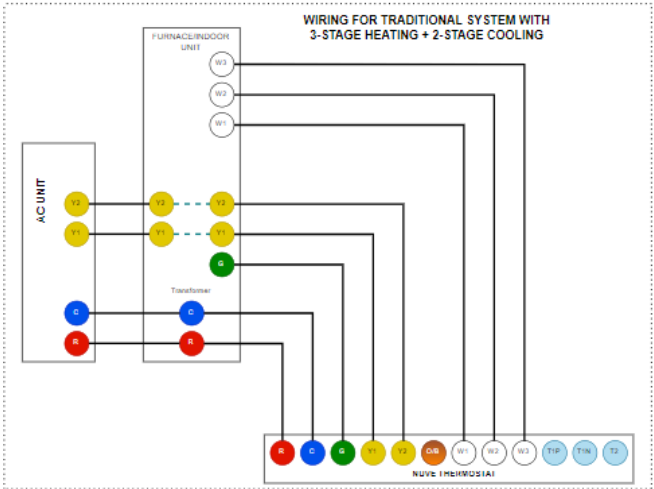 WIRING FOR TRADITIONAL SYSTEM WITH
3-STAGE HEATING + 2-STAGE COOLING
FURNACE/INDOOR
UNIT
W3
W2
W1
AC UNIT
Y2 Y2 Y2
Y1 Y1 Y1
G
Transformer
C C
R R
R C G Y1 Y2 O/B W1 W2 W3 T1P T1N T2
NUVE THERMOSTAT